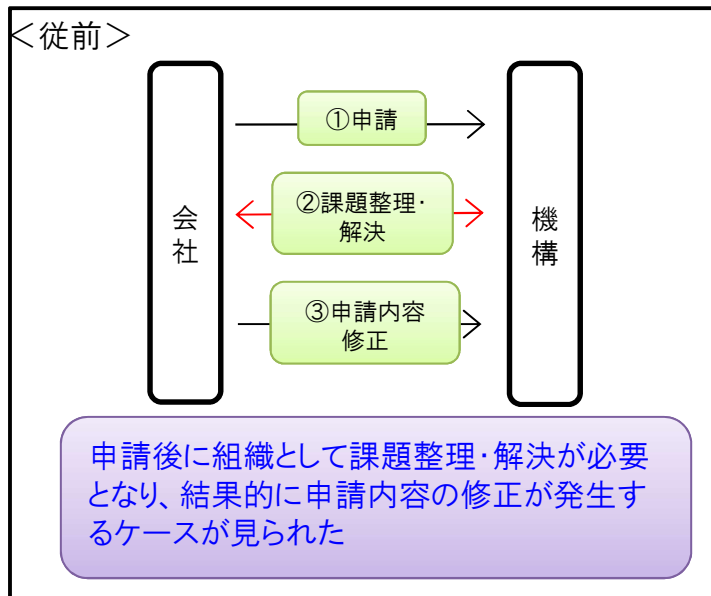 ＜従前＞
①申請
②課題整理・
解決
③申請内容
修正
会社
機構
申請後に組織として課題整理・解決が必要
となり、結果的に申請内容の修正が発生す
るケースが見られた